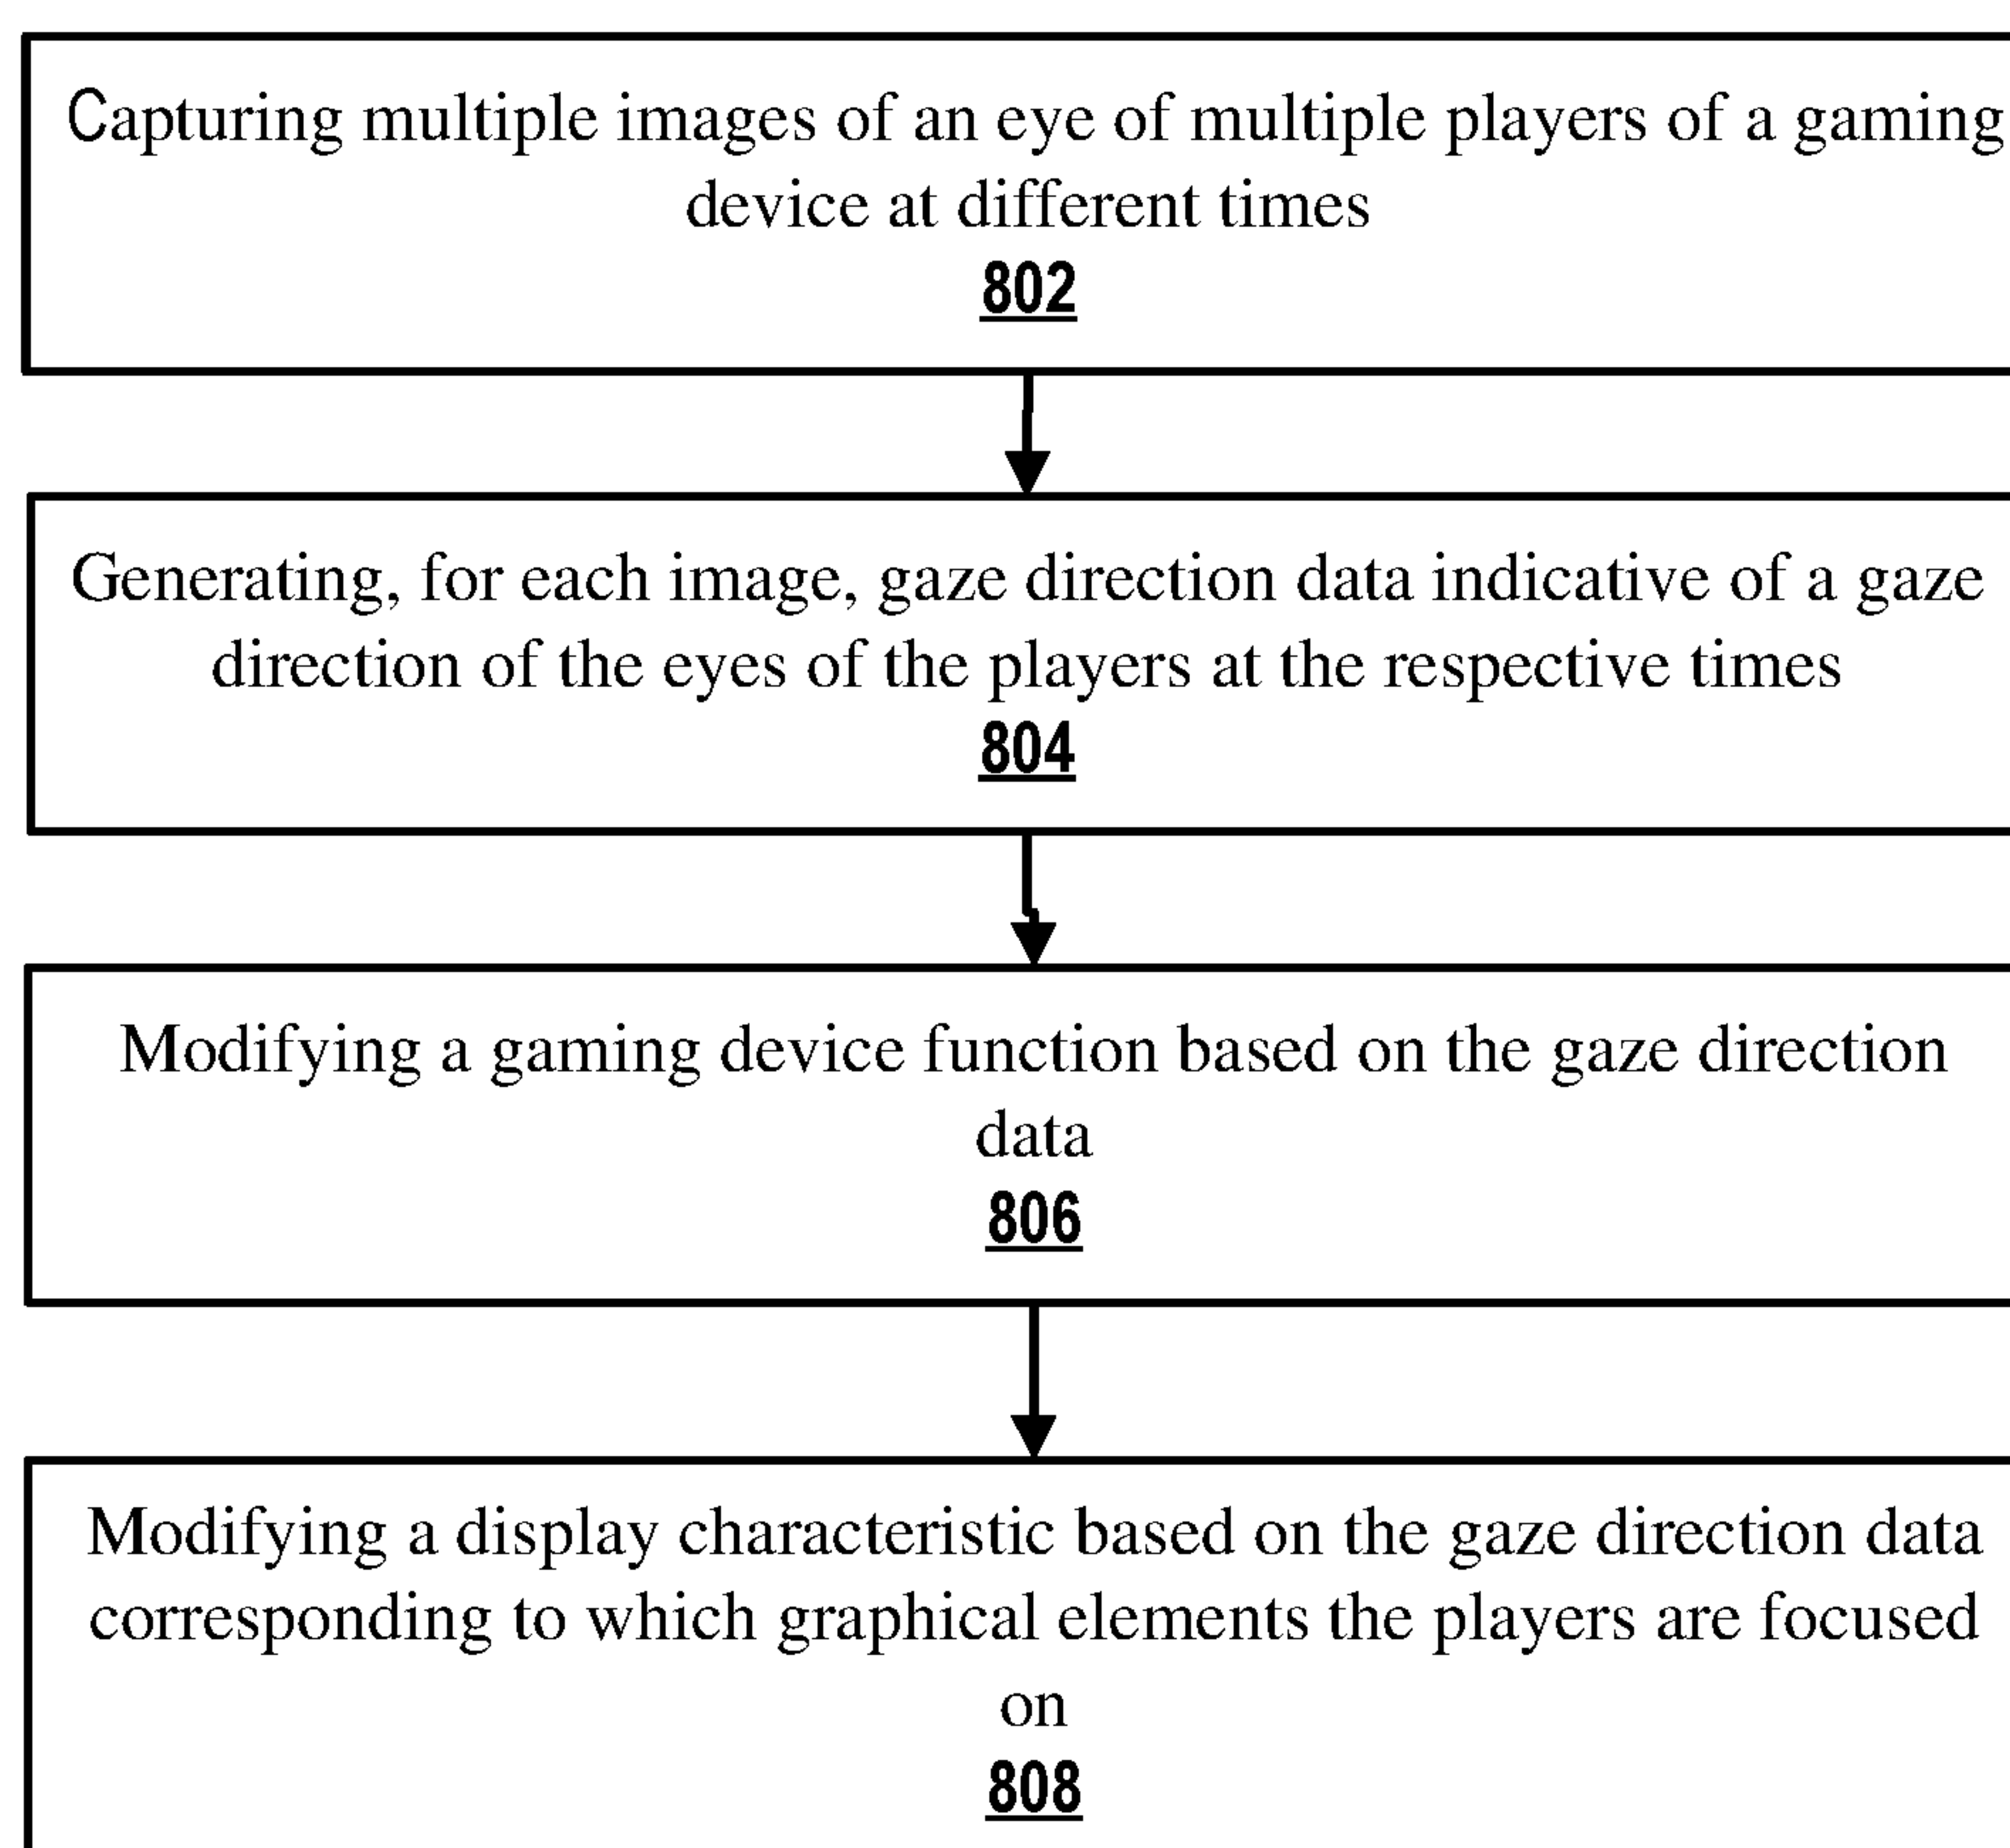 Capturing multiple images of an eye of multiple players of a gaming
device at different times
802
Generating, for each image, gaze direction data indicative of a gaze
direction of the eyes of the players at the respective times
804
Modifying a gaming device function based on the gaze direction
data
806
Modifying a display characteristic based on the gaze direction data
corresponding to which graphical elements the players are focused
on
808